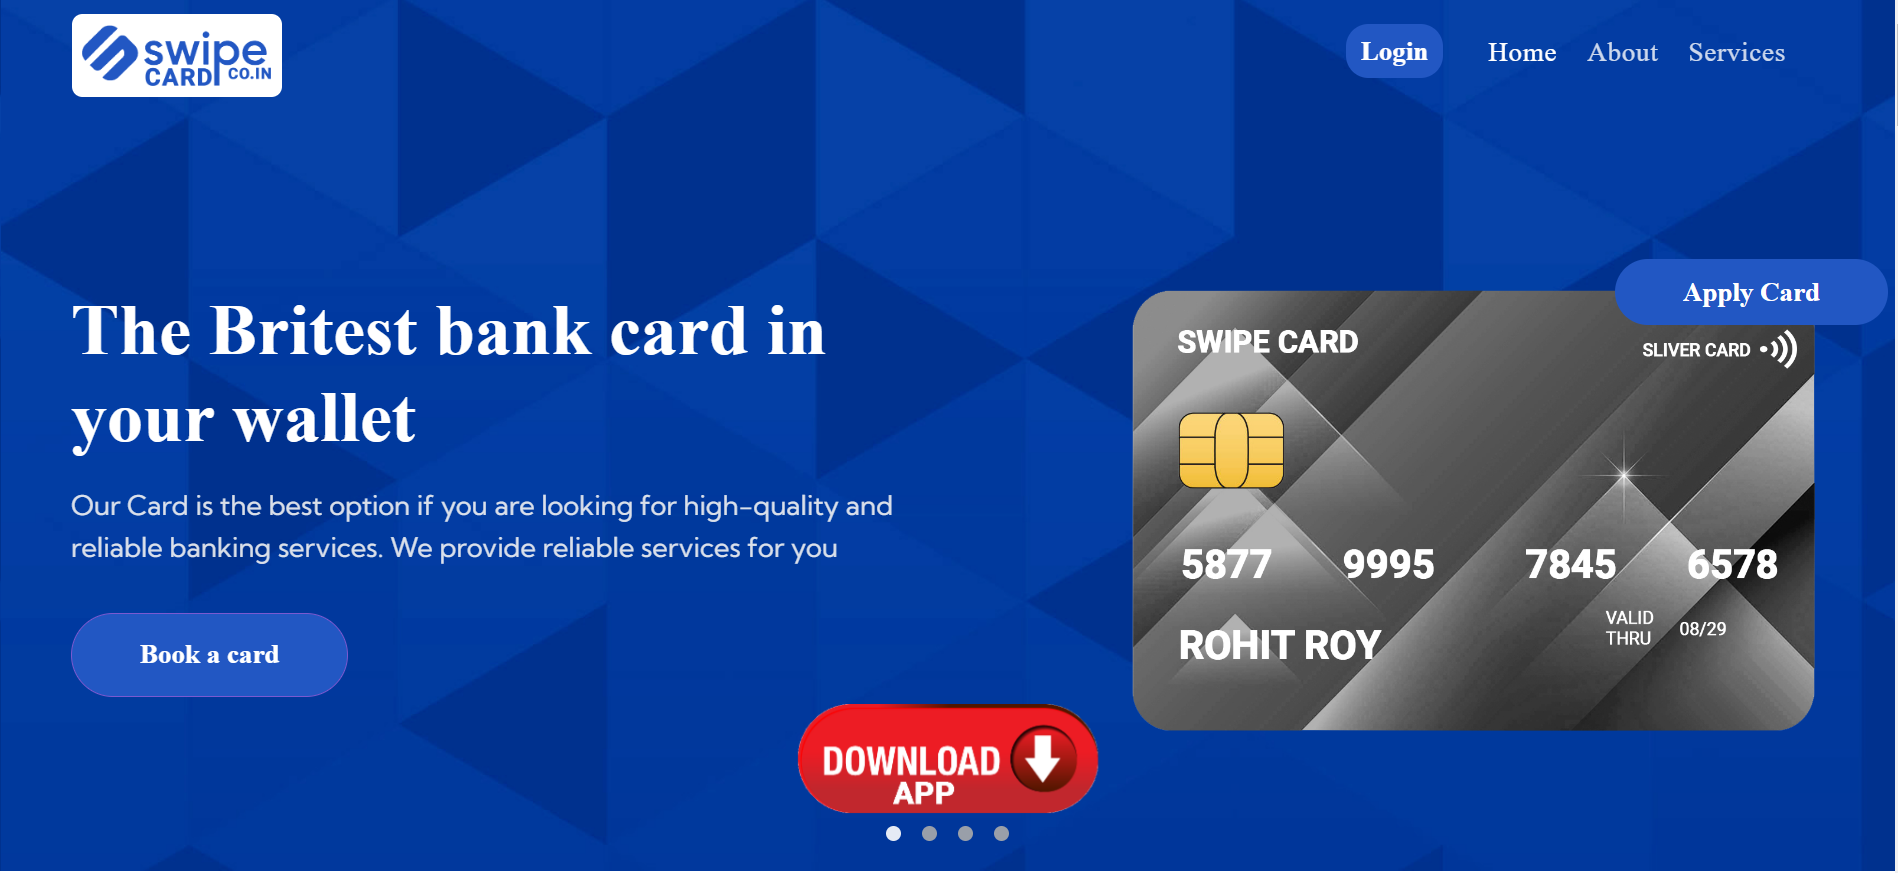 swipe
CARD CO.IN
Login Home About Services
The Britest bank card in
your wallet
Our Card is the best option if you are looking for high-quality and
reliable banking services. We provide reliable services for you
Book a card
Apply Card
SWIPE CARD
SLIVER CARD
5877 9995 7845 6578
VALID
THRU 08/29
ROHIT ROY
DOWNLOAD
APP